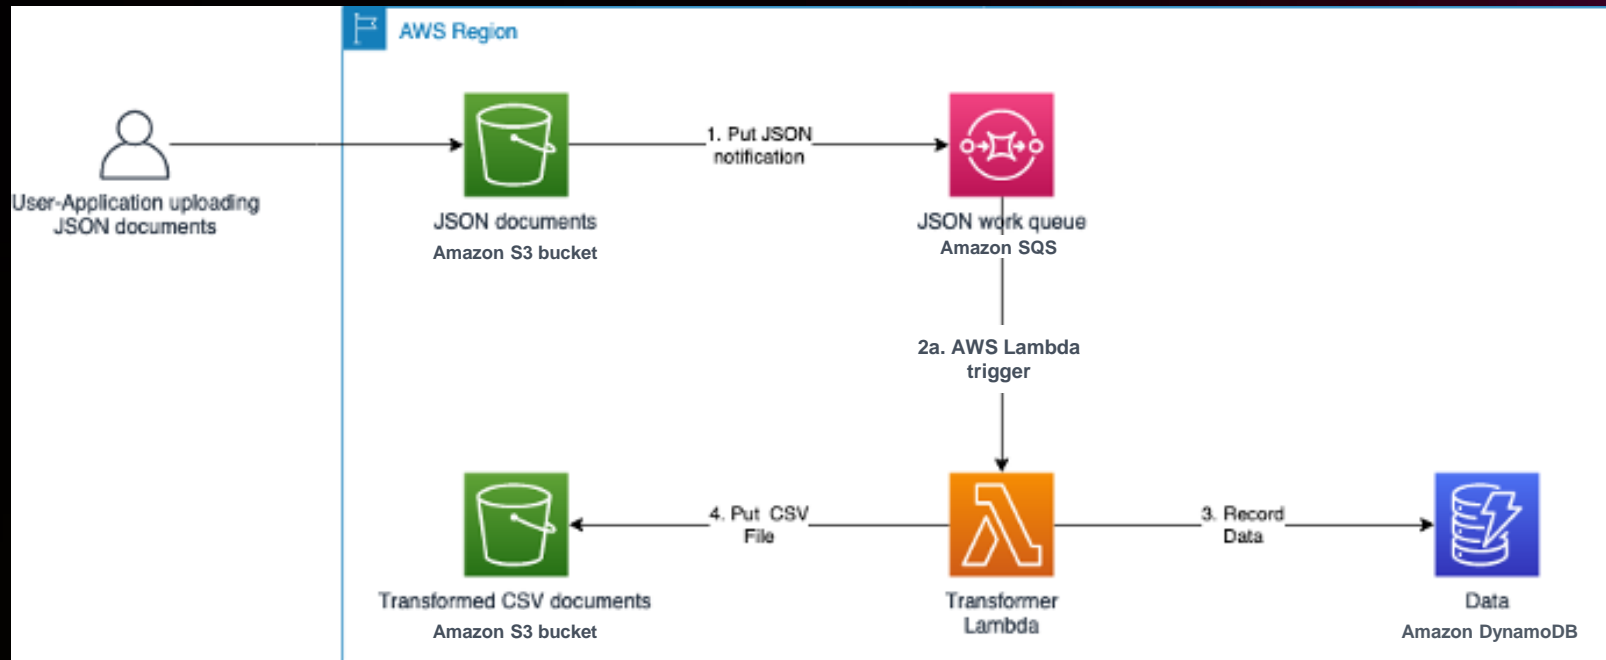 AWS Region
1. Put JSON
notification
User-Application uploading
JSON documents
JSON documents
Amazon S3 bucket
JSON work queue
Amazon SQS
2a. AWS Lambda
trigger
4. Put CSV
File
3. Record
Data
Transformed CSV documents
Amazon S3 bucket
Transformer
Lambda
Data
Amazon DynamoDB